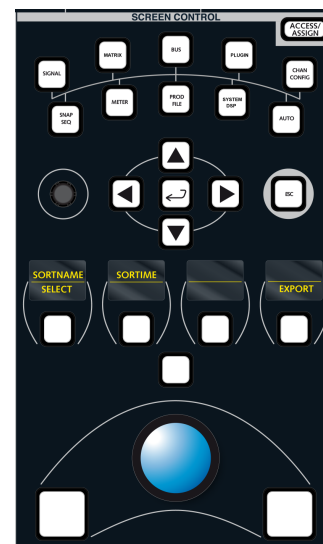 SCREEN CONTROL
ACCESS/
ASSIGN
BUS
MATRIX
PLUGIN
SIGNAL
CHAN
CONFIG
METER
PROD
FILE
SYSTEM
DSP
SNAP
SEQ
AUTO
ESC
SORTNAME
SORTIME
SELECT
EXPORT